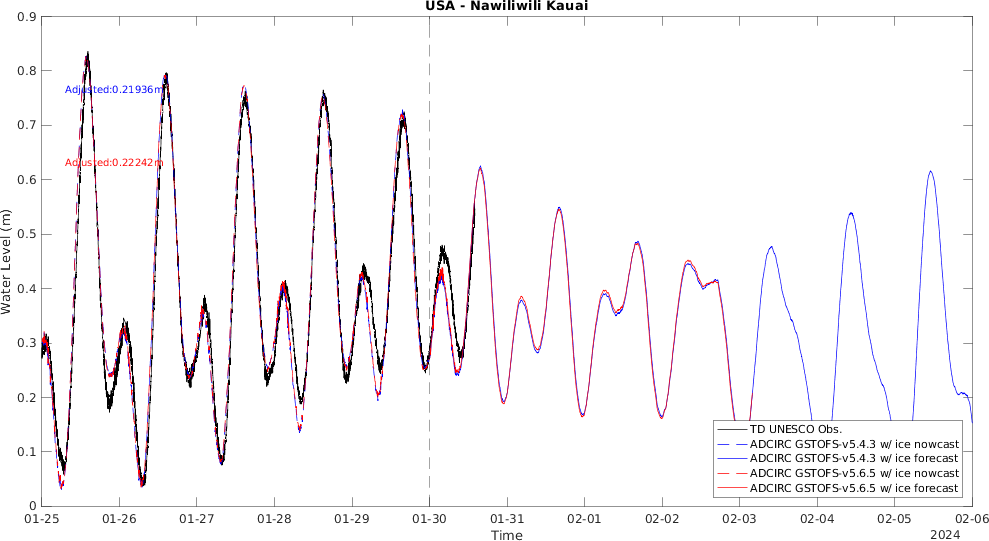 USA - Nawiliwili Kauai
0.9
0.8
0.7
0.6
0.5
0.4
0.3
0.2
0.1
0
Water Level (m)
Adjusted:0.21936m
Adjusted:0.22242m
TD UNESCO Obs.
ADCIRC GSTOFS-v5.4.3 w/ ice nowcast
ADCIRC GSTOFS-v5.4.3 w/ ice forecast
ADCIRC GSTOFS-v5.6.5 w/ ice nowcast
ADCIRC GSTOFS-v5.6.5 w/ ice forecast
01-25 01-26 01-27 01-28 01-29 01-30 01-31 02-01 02-02 02-03 02-04 02-05 02-06
Time
2024